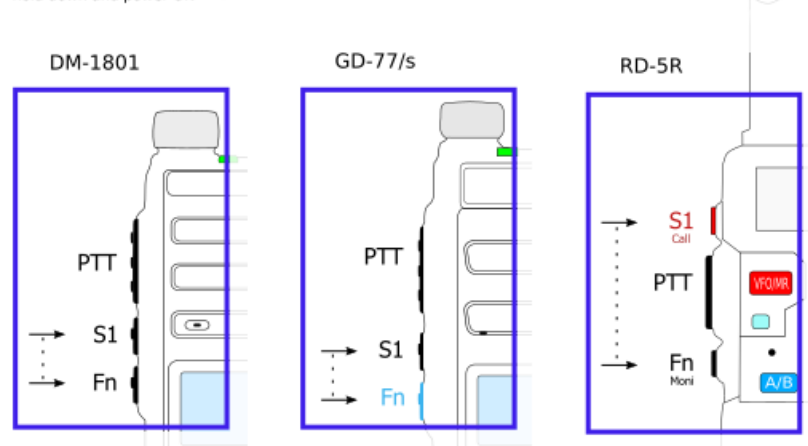 DM-1801
PTT
S1
Fn
GD-77/s
PTT
S1
Fn
RD-5R
S1
Call
PTT
VFO/MR
Fn
Moni
A/B